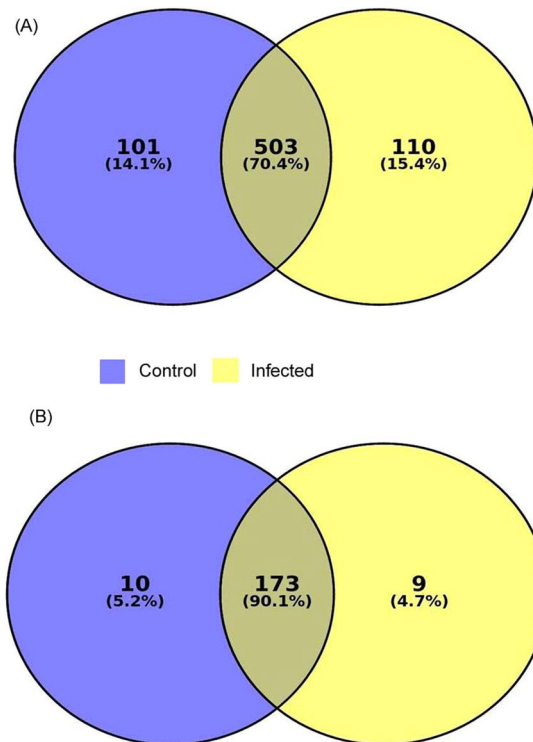 (A)
101 503 110
(14.1%) (70.4%) (15.4%)
Control Infected
(B)
10 173 9
(5.2%) (90.1%) (4.7%)